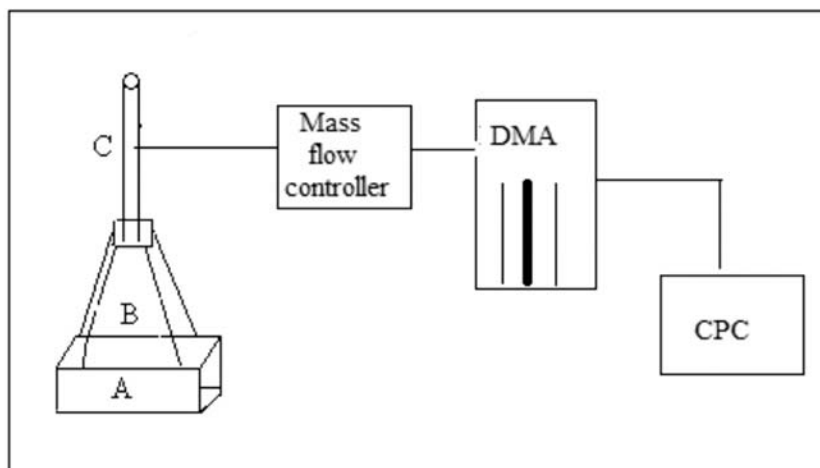 C
B
A
Mass
flow
controller
DMA
CPC